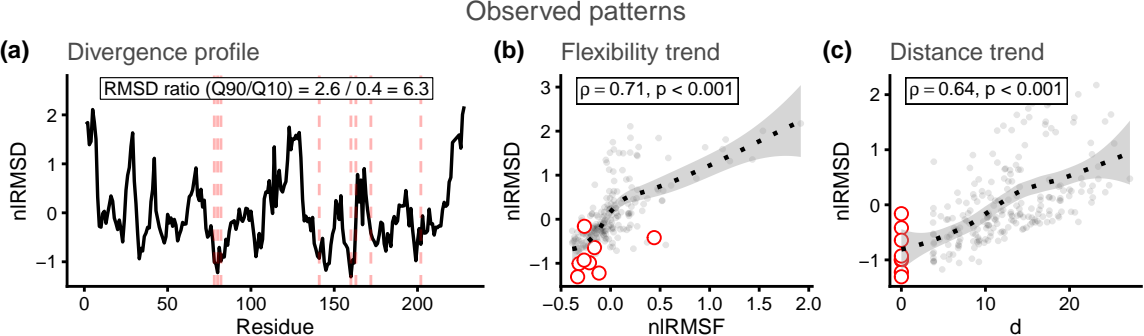 Observed patterns
(a) Divergence profile
RMSD ratio (Q90/Q10) = 2.6 / 0.4 = 6.3
nlRMSD
2
1
0
−1
0 50 100 150 200
Residue
(b) Flexibility trend
ρ = 0.71, p < 0.001
nlRMSD
3
2
1
0
−1
−0.5 0.0 0.5 1.0 1.5 2.0
nlRMSF
(c) Distance trend
ρ = 0.64, p < 0.001
nlRMSD
2
1
0
−1
0 10 20
d